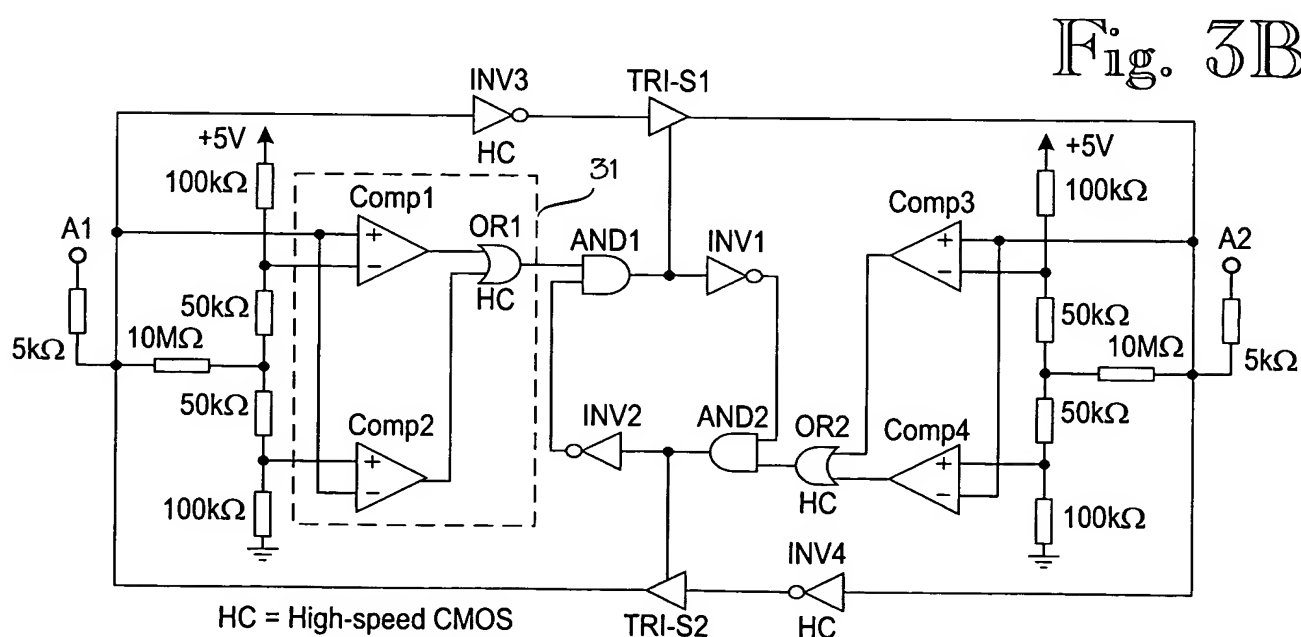 Fig. 3B
INV3
TRI-S1
HC
+5V
+5V
100kΩ
100kΩ
31
Comp1
OR1
AND1
INV1
Comp3
A1
A2
HC
50kΩ
50kΩ
10MΩ
10MΩ
5kΩ
5kΩ
50kΩ
50kΩ
Comp2
INV2
AND2
OR2
Comp4
100kΩ
100kΩ
HC
INV4
HC = High-speed CMOS
TRI-S2
HC
+
−
+
−
+
−
+
−